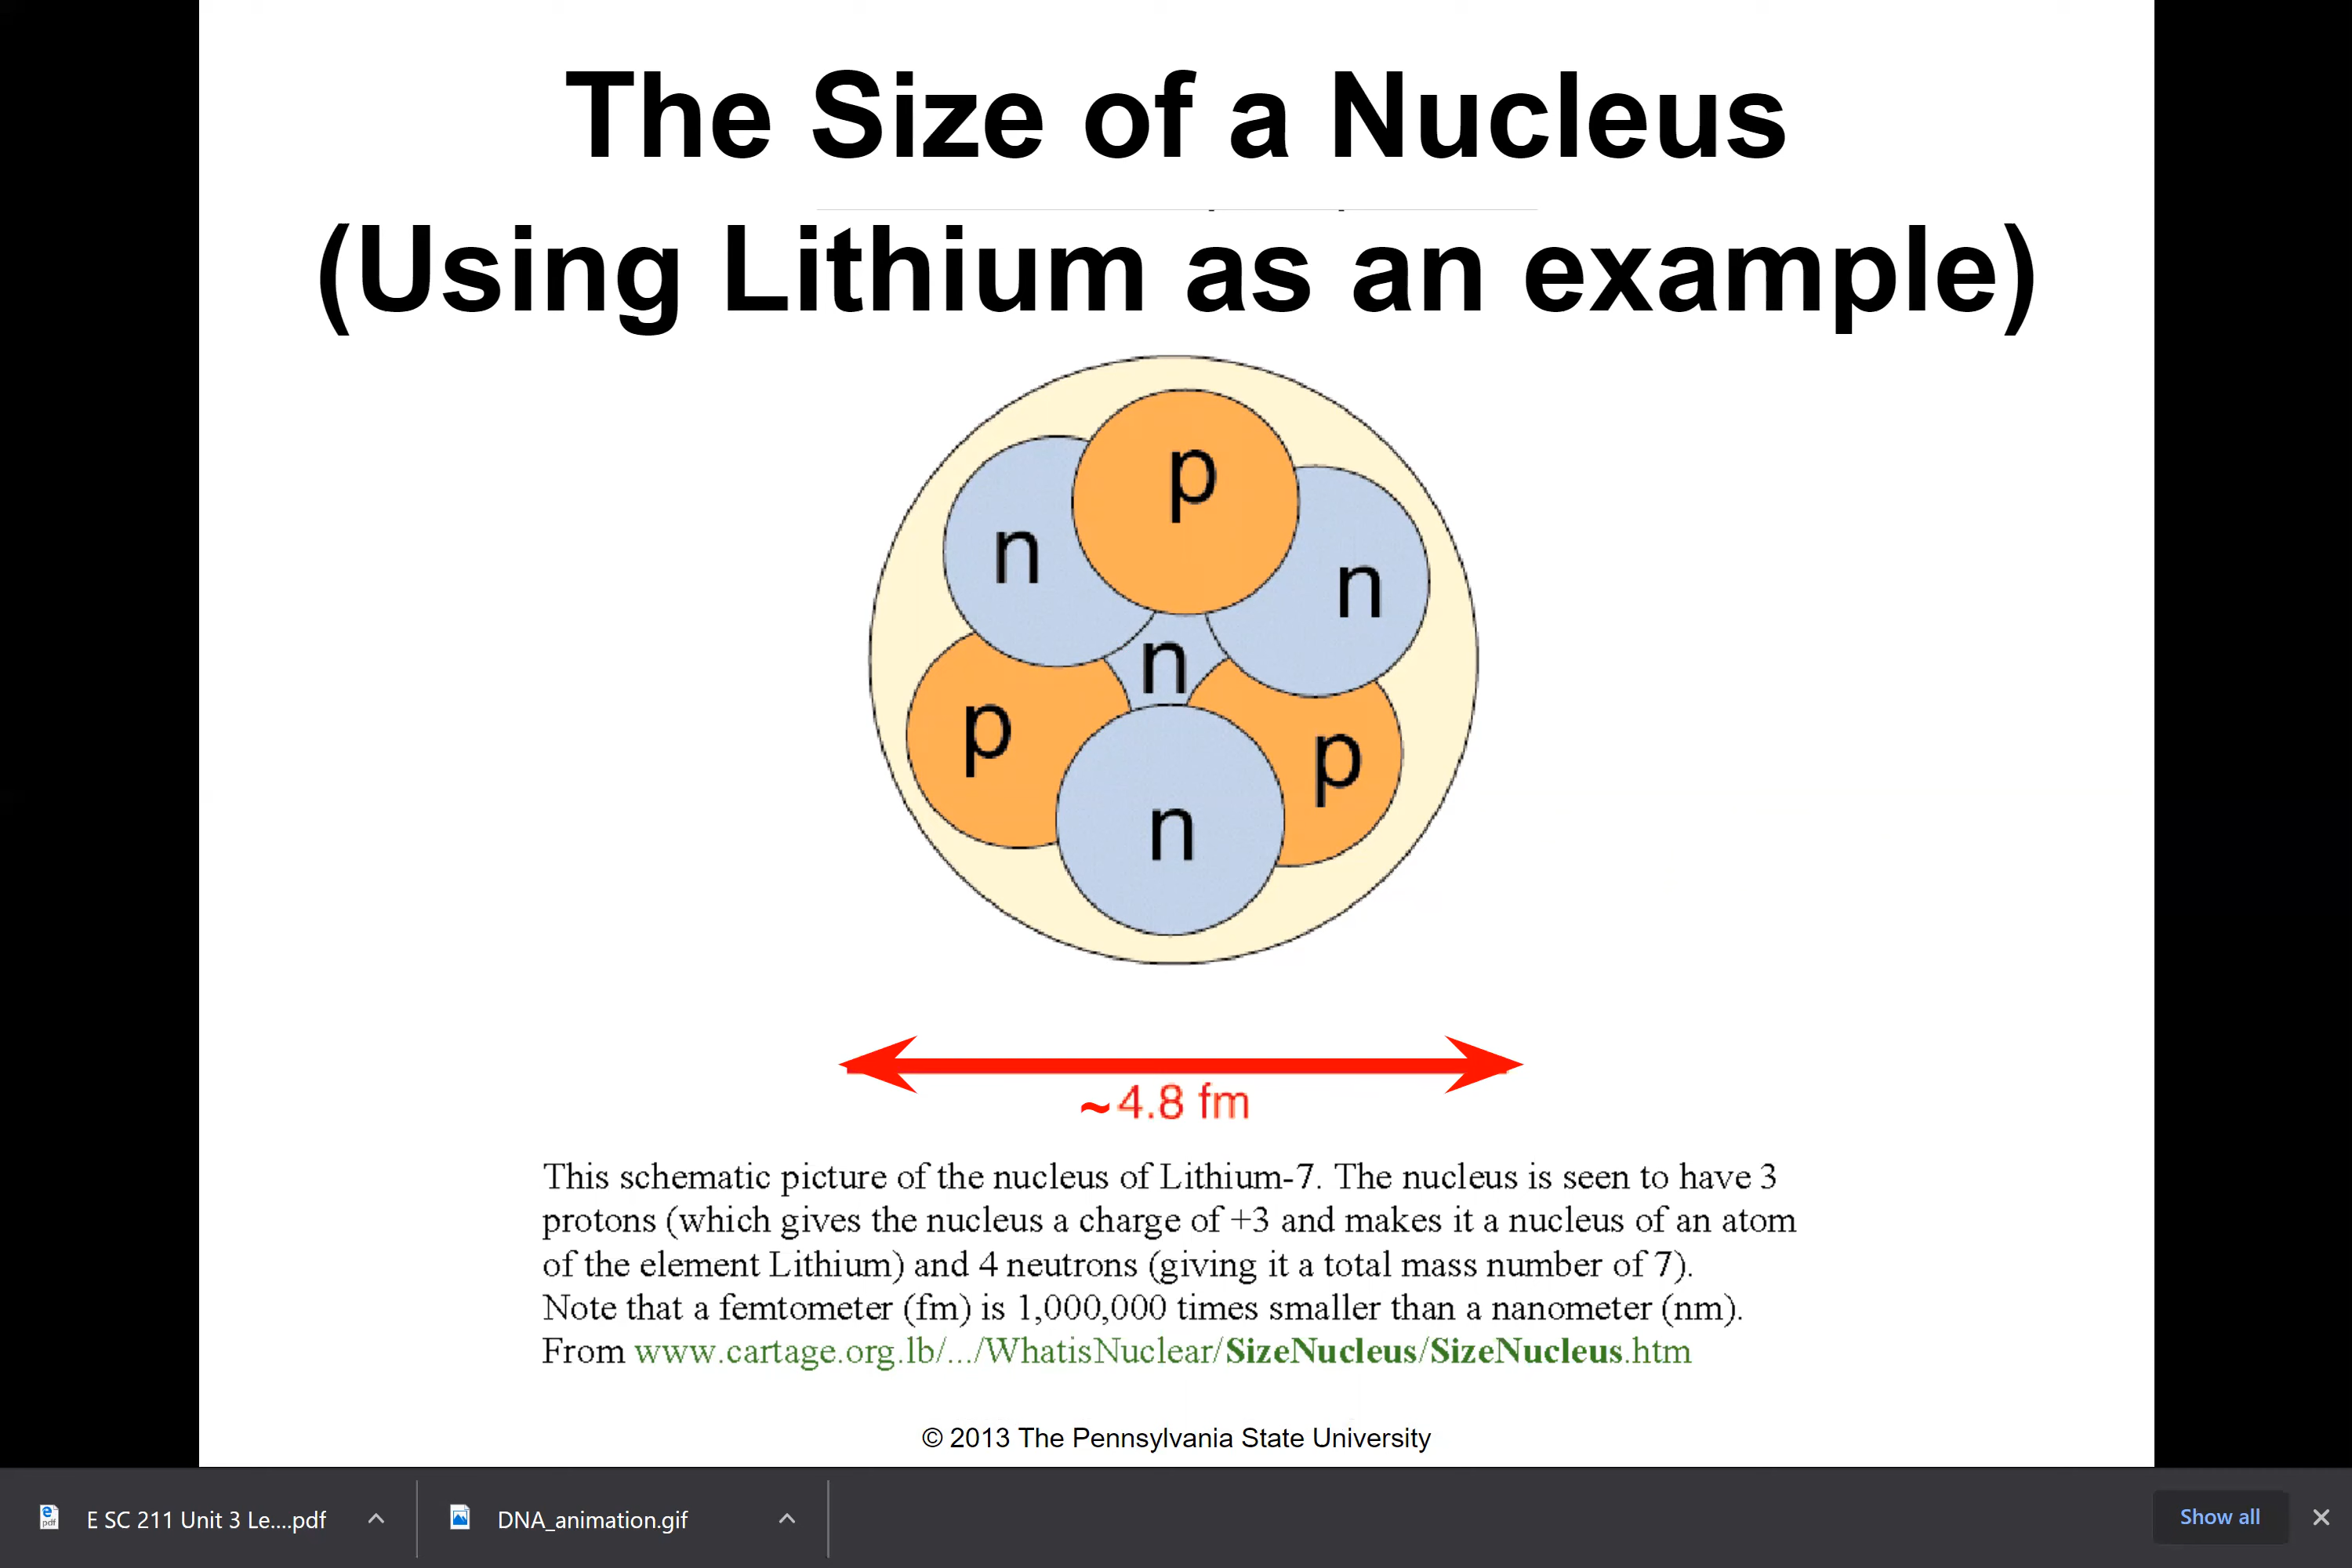 The Size of a Nucleus
(Using Lithium as an example)
p
n
n
n
p
p
n
~4.8 fm
This schematic picture of the nucleus of Lithium-7. The nucleus is seen to have 3
protons (which gives the nucleus a charge of +3 and makes it a nucleus of an atom
of the element Lithium) and 4 neutrons (giving it a total mass number of 7).
Note that a femtometer (fm) is 1,000,000 times smaller than a nanometer (nm).
From www.cartage.org.lb/.../WhatisNuclear/SizeNucleus/SizeNucleus.htm
© 2013 The Pennsylvania State University
E SC 211 Unit 3 Le....pdf
DNA_animation.gif
Show all